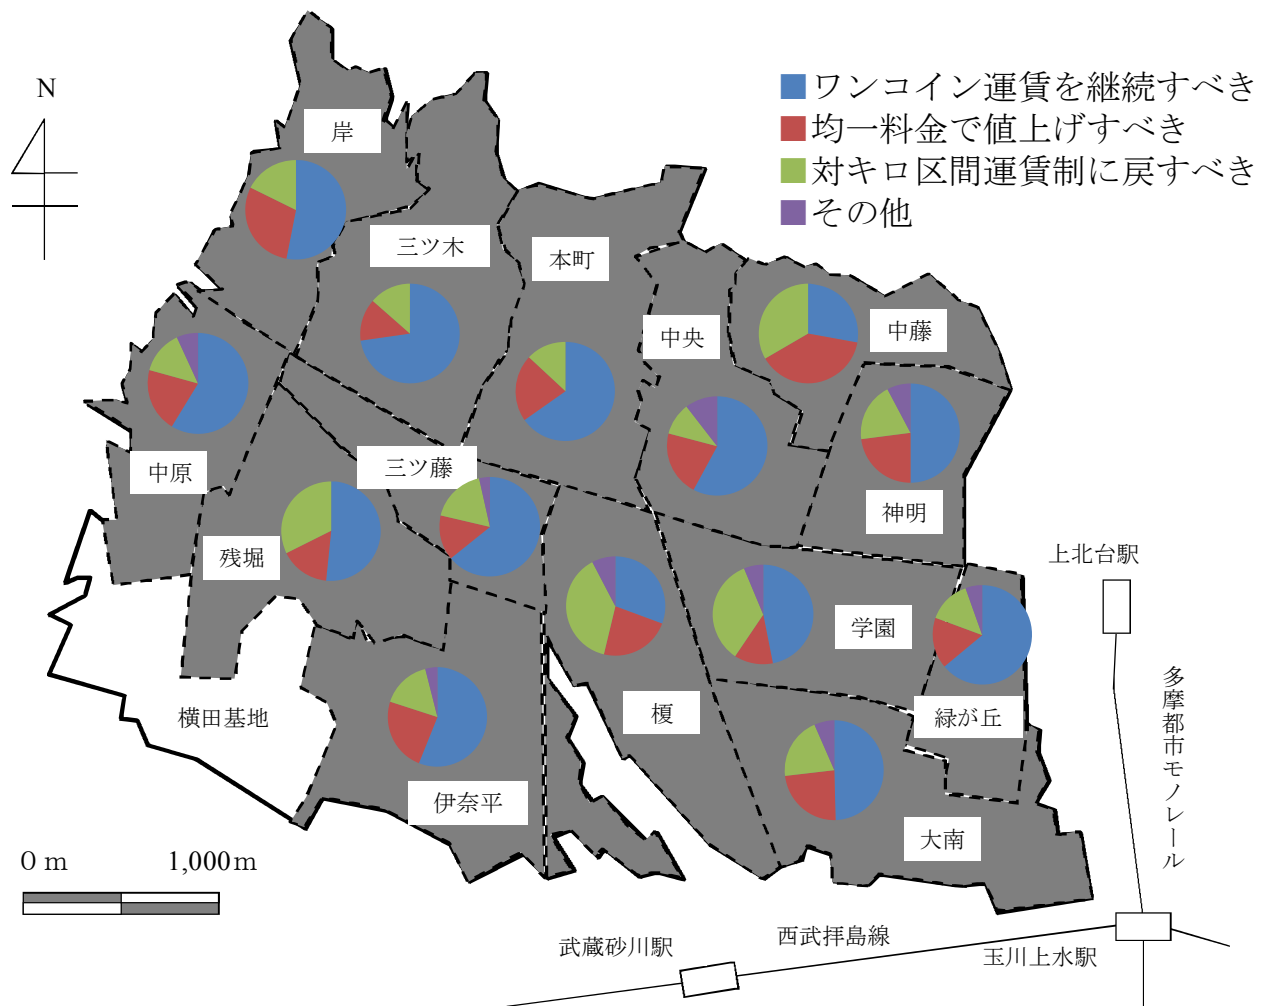 N
ワンコイン運賃を継続すべき
均一料金で値上げすべき
対キロ区間運賃制に戻すべき
その他
岸
三ツ木
本町
中央
中藤
中原
三ツ藤
神明
残堀
上北台駅
学園
榎
緑が丘
横田基地
多摩都市モノレール
伊奈平
大南
0 m 1,000m
武蔵砂川駅
西武拝島線
玉川上水駅